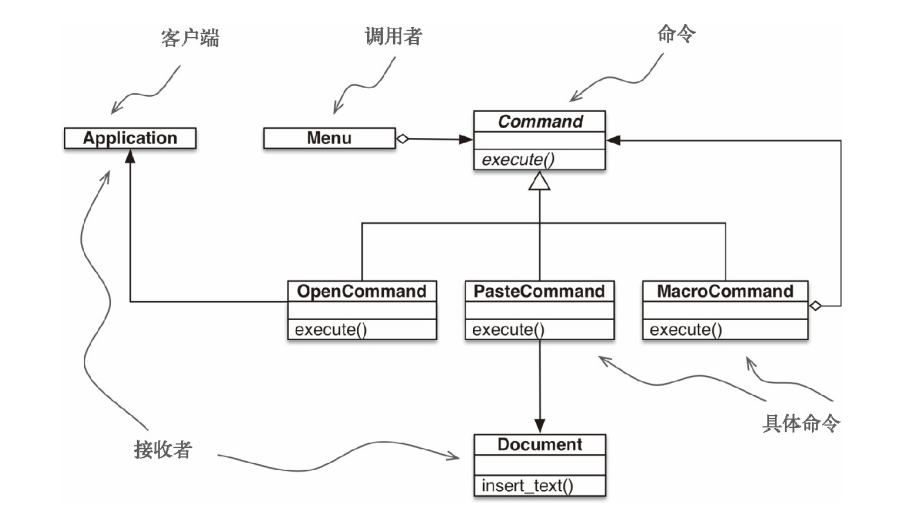 客户端
调用者
命令
Application
Menu
Command
execute()
OpenCommand
execute()
PasteCommand
execute()
MacroCommand
execute()
具体命令
接收者
Document
insert_text()